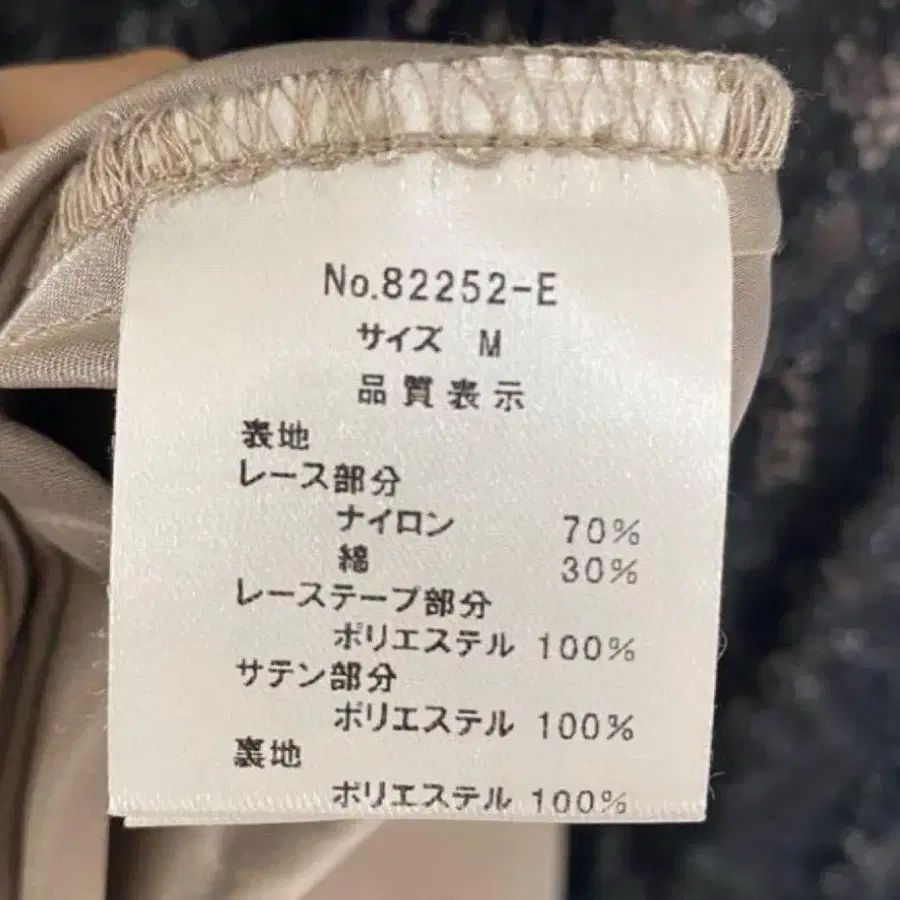 No.82252-E
サイズ M
品質表示
表地
レース部分
ナイロン 70%
綿 30%
レーステープ部分
ポリエステル 100%
サテン部分
ポリエステル 100%
裏地
ポリエステル 100%